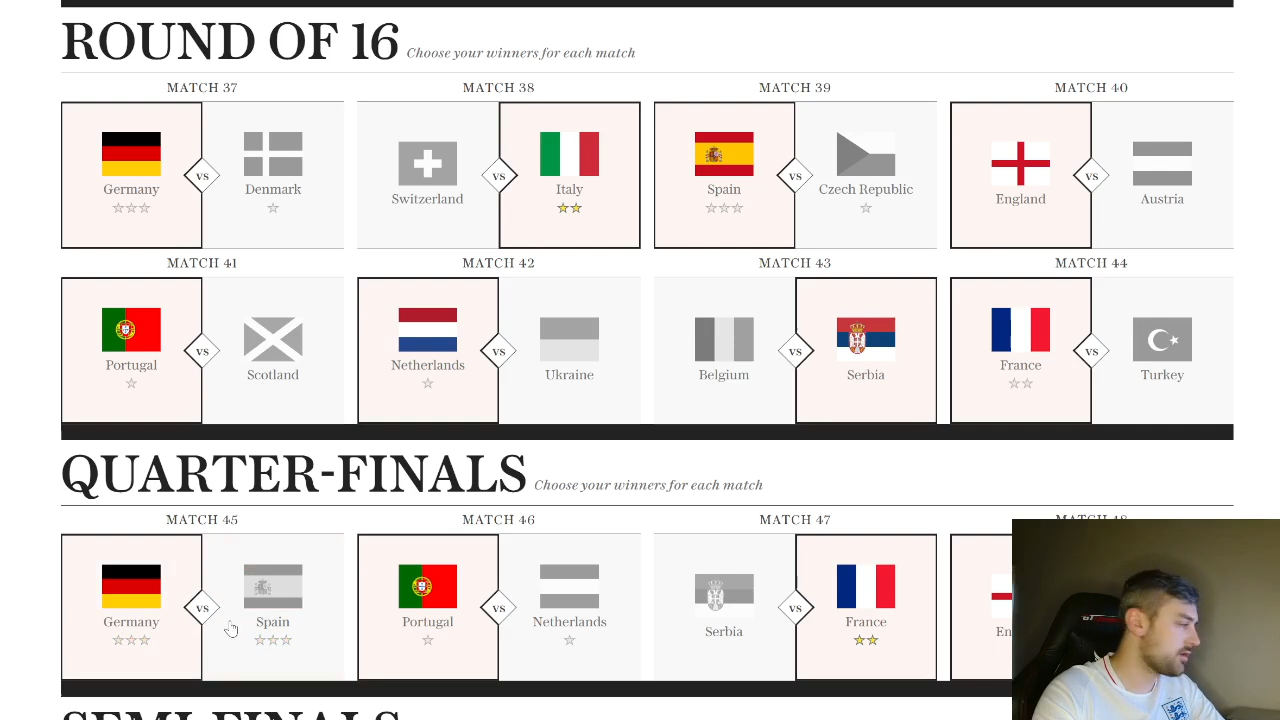 ROUND OF 16 Choose your winners for each match
MATCH 37 MATCH 38 MATCH 39 MATCH 40
Germany VS Denmark Switzerland VS Italy Spain VS Czech Republic England VS Austria
MATCH 41 MATCH 42 MATCH 43 MATCH 44
Portugal VS Scotland Netherlands VS Ukraine Belgium VS Serbia France VS Turkey
QUARTER-FINALS Choose your winners for each match
MATCH 45 MATCH 46 MATCH 47
Germany VS Spain Portugal VS Netherlands Serbia VS France En
SEMI-FINALS